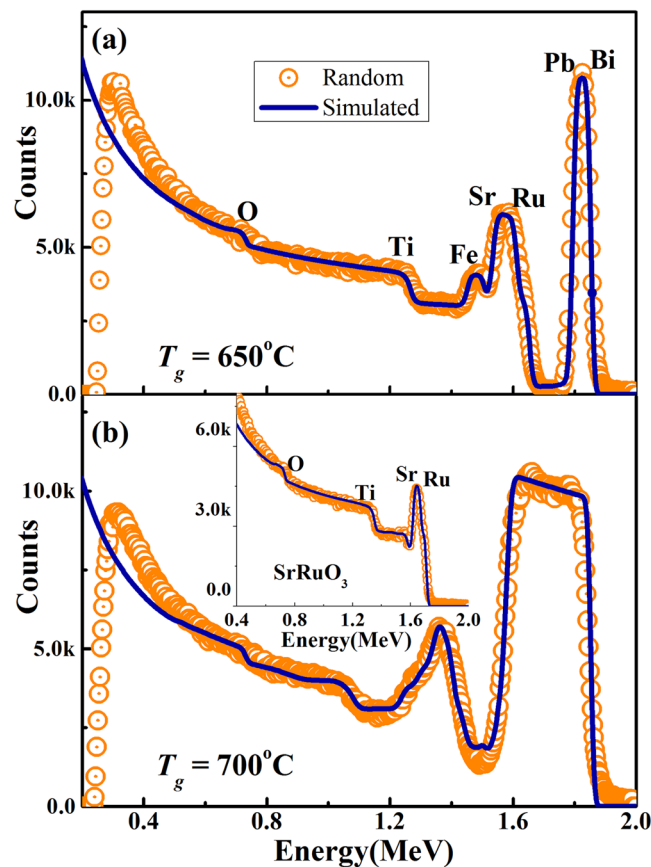 (a)
Random
Simulated
Pb Bi
O
Ti
Fe
Sr Ru
10.0k
5.0k
0.0
Counts
Tg = 650°C
(b)
6.0k
3.0k
0.0
O
Ti
Sr Ru
SrRuO3
0.4 0.8 1.2 1.6 2.0
Energy(MeV)
10.0k
5.0k
0.0
Counts
Tg = 700°C
0.4 0.8 1.2 1.6 2.0
Energy(MeV)